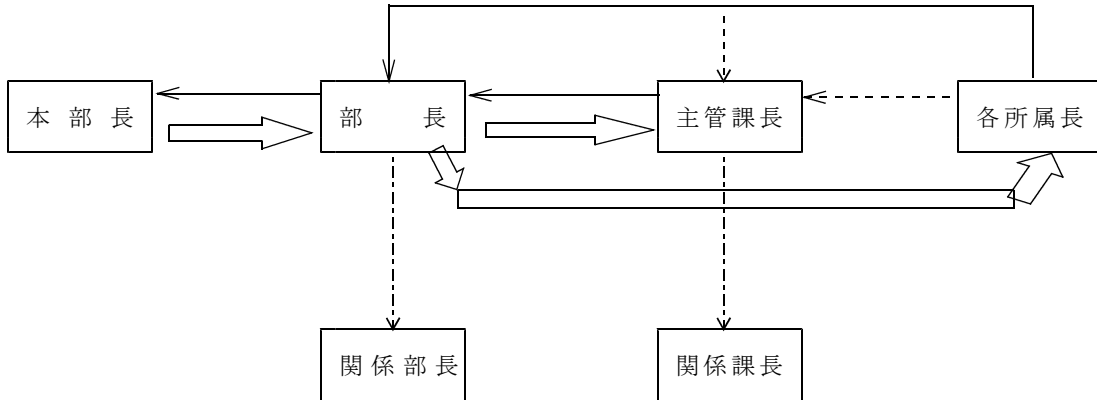 本部長
部長
主管課長
各所属長
関係部長
関係課長